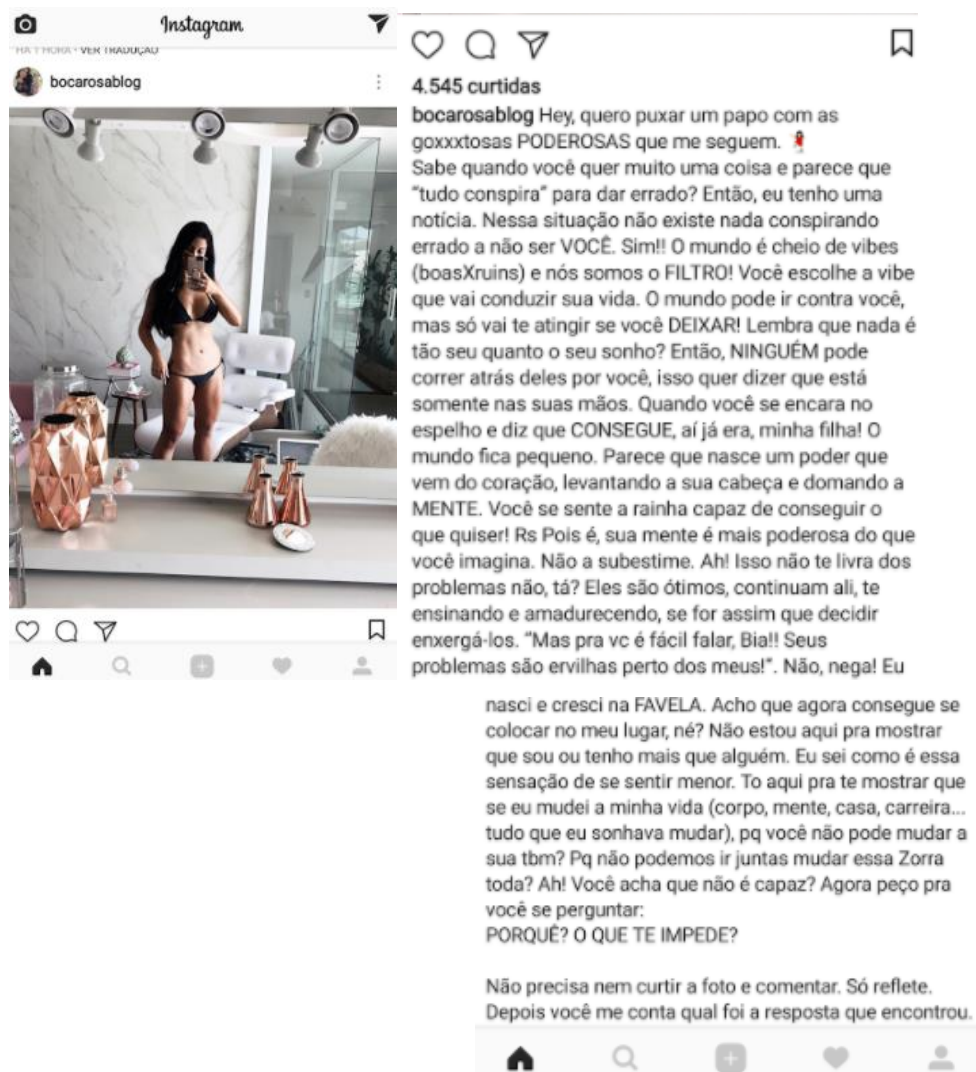 Instagram
HÁ 1 HORA • VER TRADUÇÃO
bocarosablog
4.545 curtidas
bocarosablog Hey, quero puxar um papo com as
goxxxtosas PODEROSAS que me seguem. 💃
Sabe quando você quer muito uma coisa e parece que
“tudo conspira” para dar errado? Então, eu tenho uma
notícia. Nessa situação não existe nada conspirando
errado a não ser VOCÊ. Sim!! O mundo é cheio de vibes
(boasXruins) e nós somos o FILTRO! Você escolhe a vibe
que vai conduzir sua vida. O mundo pode ir contra você,
mas só vai te atingir se você DEIXAR! Lembra que nada é
tão seu quanto o seu sonho? Então, NINGUÉM pode
correr atrás deles por você, isso quer dizer que está
somente nas suas mãos. Quando você se encara no
espelho e diz que CONSEGUE, aí já era, minha filha! O
mundo fica pequeno. Parece que nasce um poder que
vem do coração, levantando a sua cabeça e domando a
MENTE. Você se sente a rainha capaz de conseguir o
que quiser! Rs Pois é, sua mente é mais poderosa do que
você imagina. Não a subestime. Ah! Isso não te livra dos
problemas não, tá? Eles são ótimos, continuam ali, te
ensinando e amadurecendo, se for assim que decidir
enxergá-los. “Mas pra vc é fácil falar, Bia!! Seus
problemas são ervilhas perto dos meus!”. Não, nega! Eu
nasci e cresci na FAVELA. Acho que agora consegue se
colocar no meu lugar, né? Não estou aqui pra mostrar
que sou ou tenho mais que alguém. Eu sei como é essa
sensação de se sentir menor. To aqui pra te mostrar que
se eu mudei a minha vida (corpo, mente, casa, carreira...
tudo que eu sonhava mudar), pq você não pode mudar a
sua tbm? Pq não podemos ir juntas mudar essa Zorra
toda? Ah! Você acha que não é capaz? Agora peço pra
você se perguntar:
PORQUÊ? O QUE TE IMPEDE?
Não precisa nem curtir a foto e comentar. Só reflete.
Depois você me conta qual foi a resposta que encontrou.